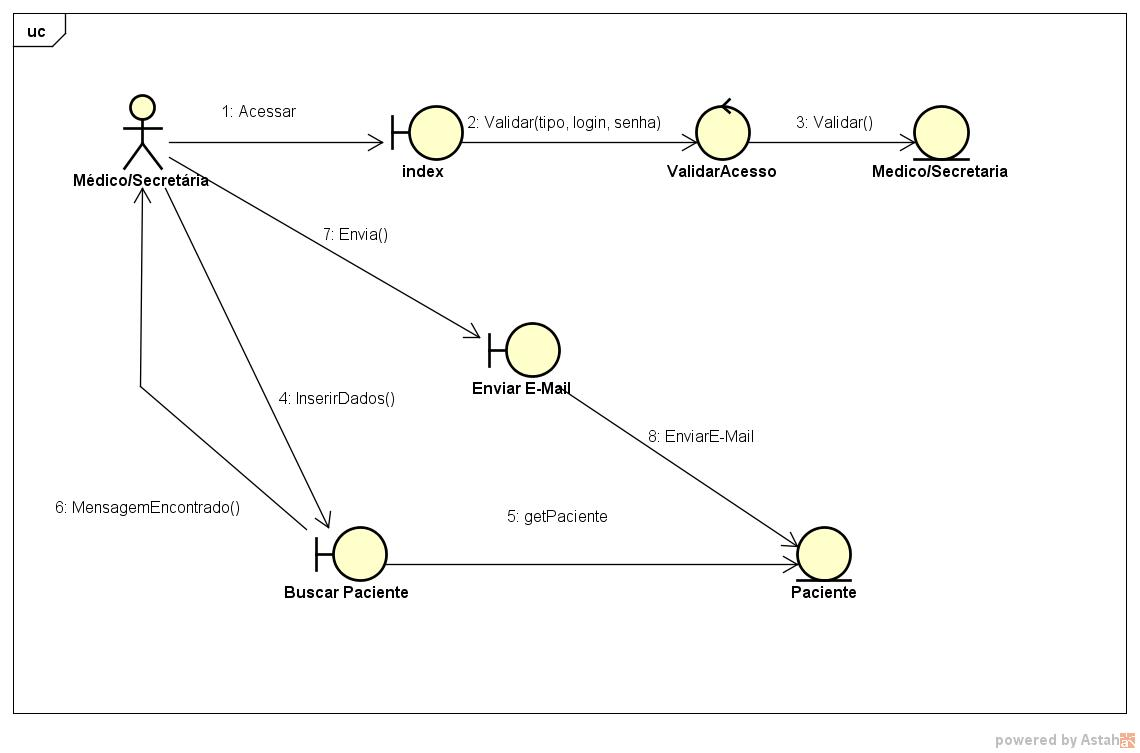 uc
1: Acessar
2: Validar(tipo, login, senha)
3: Validar()
Médico/Secretária
index
ValidarAcesso
Medico/Secretaria
7: Envia()
Enviar E-Mail
4: InserirDados()
8: EnviarE-Mail
6: MensagemEncontrado()
5: getPaciente
Buscar Paciente
Paciente
powered by Astah